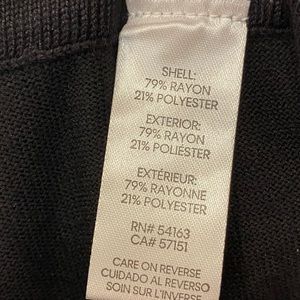 SHELL:
79% RAYON
21% POLYESTER
EXTERIOR:
79% RAYON
21% POLIÉSTER
EXTÉRIEUR:
79% RAYONNE
21% POLYESTER
RN# 54163
CA# 57151
CARE ON REVERSE
CUIDADO AL REVERSO
SOIN SUR L'INVERSE